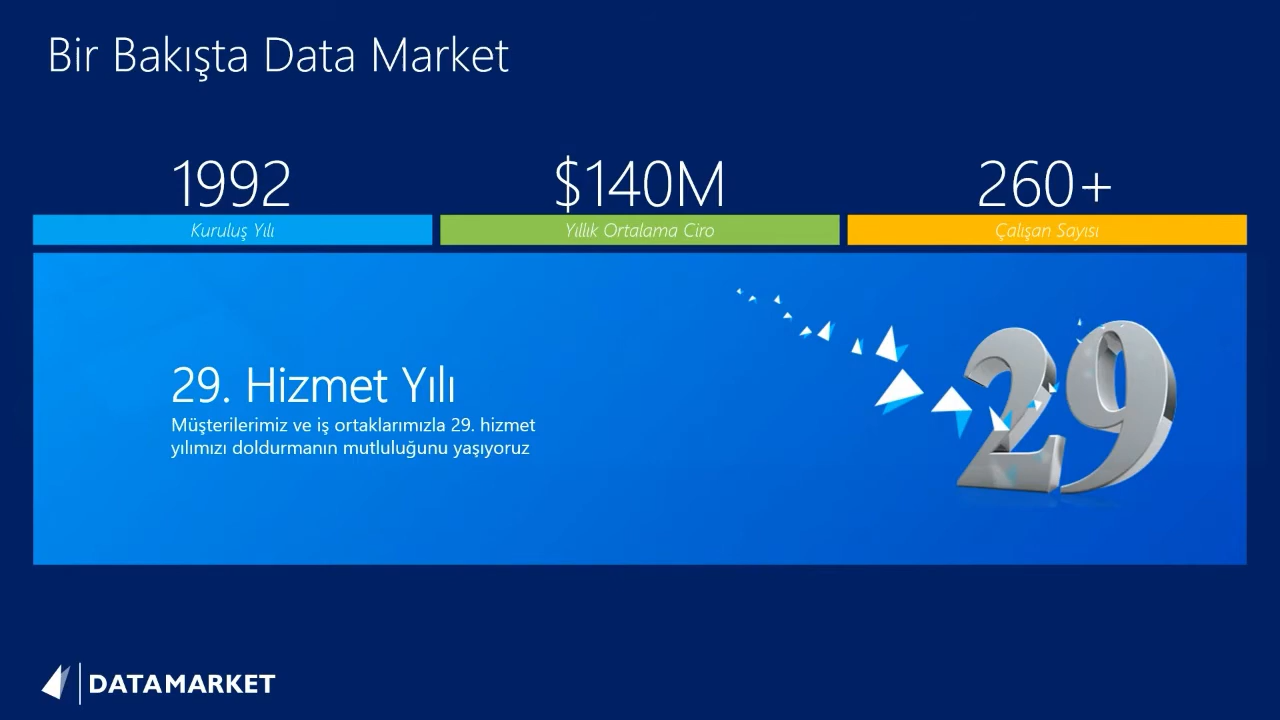 Bir Bakışta Data Market
1992
Kuruluş Yılı
$140M
Yıllık Ortalama Ciro
260+
Çalışan Sayısı
29. Hizmet Yılı
Müşterilerimiz ve iş ortaklarımızla 29. hizmet
yılımızı doldurmanın mutluluğunu yaşıyoruz
29
DATAMARKET